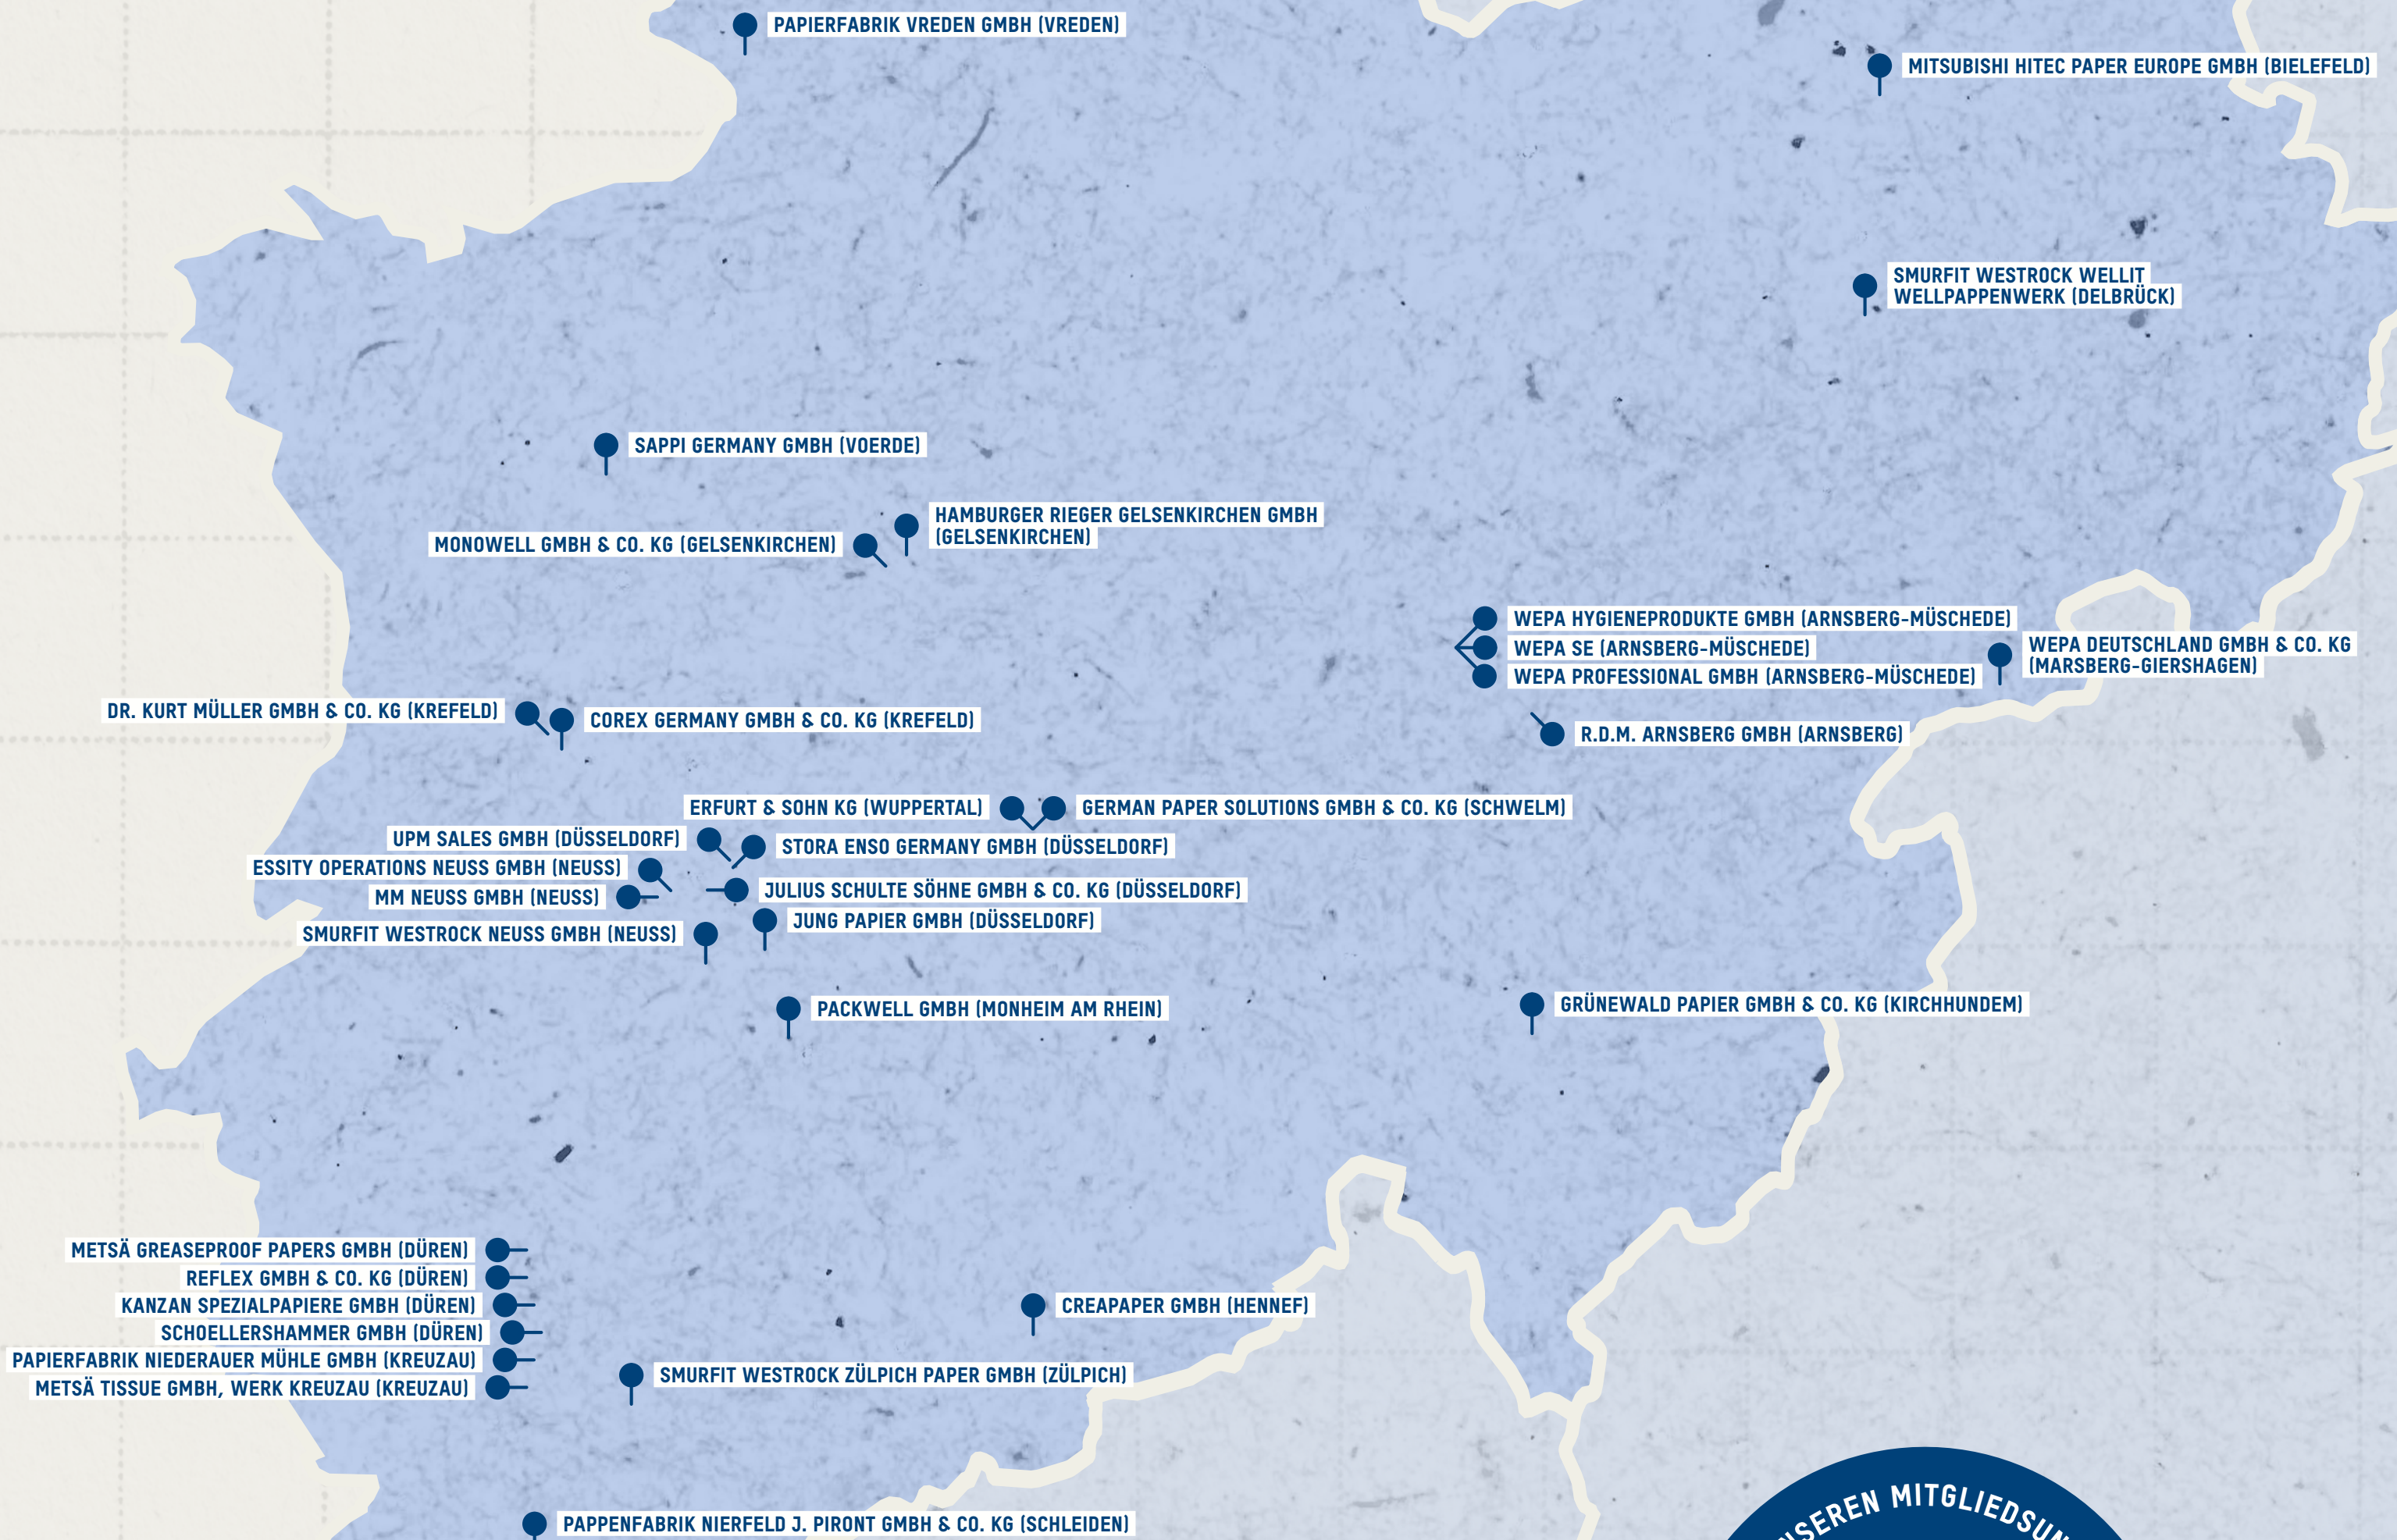 PAPIERFABRIK VREDEN GMBH (VREDEN)
MITSUBISHI HITEC PAPER EUROPE GMBH (BIELEFELD)
SMURFIT WESTROCK WELLIT
WELLPAPPENWERK (DELBRÜCK)
SAPPI GERMANY GMBH (VOERDE)
HAMBURGER RIEGER GELSENKIRCHEN GMBH
(GELSENKIRCHEN)
MONOWELL GMBH & CO. KG (GELSENKIRCHEN)
WEPA HYGIENEPRODUKTE GMBH (ARNSBERG-MÜSCHEDE)
WEPA SE (ARNSBERG-MÜSCHEDE)
WEPA PROFESSIONAL GMBH (ARNSBERG-MÜSCHEDE)
WEPA DEUTSCHLAND GMBH & CO. KG
(MARSBERG-GIERSHAGEN)
DR. KURT MÜLLER GMBH & CO. KG (KREFELD)
COREX GERMANY GMBH & CO. KG (KREFELD)
R.D.M. ARNSBERG GMBH (ARNSBERG)
ERFURT & SOHN KG (WUPPERTAL)
GERMAN PAPER SOLUTIONS GMBH & CO. KG (SCHWELM)
UPM SALES GMBH (DÜSSELDORF)
STORA ENSO GERMANY GMBH (DÜSSELDORF)
ESSITY OPERATIONS NEUSS GMBH (NEUSS)
MM NEUSS GMBH (NEUSS)
JULIUS SCHULTE SÖHNE GMBH & CO. KG (DÜSSELDORF)
JUNG PAPIER GMBH (DÜSSELDORF)
SMURFIT WESTROCK NEUSS GMBH (NEUSS)
PACKWELL GMBH (MONHEIM AM RHEIN)
GRÜNEWALD PAPIER GMBH & CO. KG (KIRCHHUNDEM)
METSÄ GREASEPROOF PAPERS GMBH (DÜREN)
REFLEX GMBH & CO. KG (DÜREN)
KANZAN SPEZIALPAPIERE GMBH (DÜREN)
SCHOELLERSHAMMER GMBH (DÜREN)
PAPIERFABRIK NIEDERAUER MÜHLE GMBH (KREUZAU)
METSÄ TISSUE GMBH, WERK KREUZAU (KREUZAU)
CREAPAPER GMBH (HENNEF)
SMURFIT WESTROCK ZÜLPICH PAPER GMBH (ZÜLPICH)
PAPPENFABRIK NIERFELD J. PIRONT GMBH & CO. KG (SCHLEIDEN)
NSEREN MITGLIEDSUN